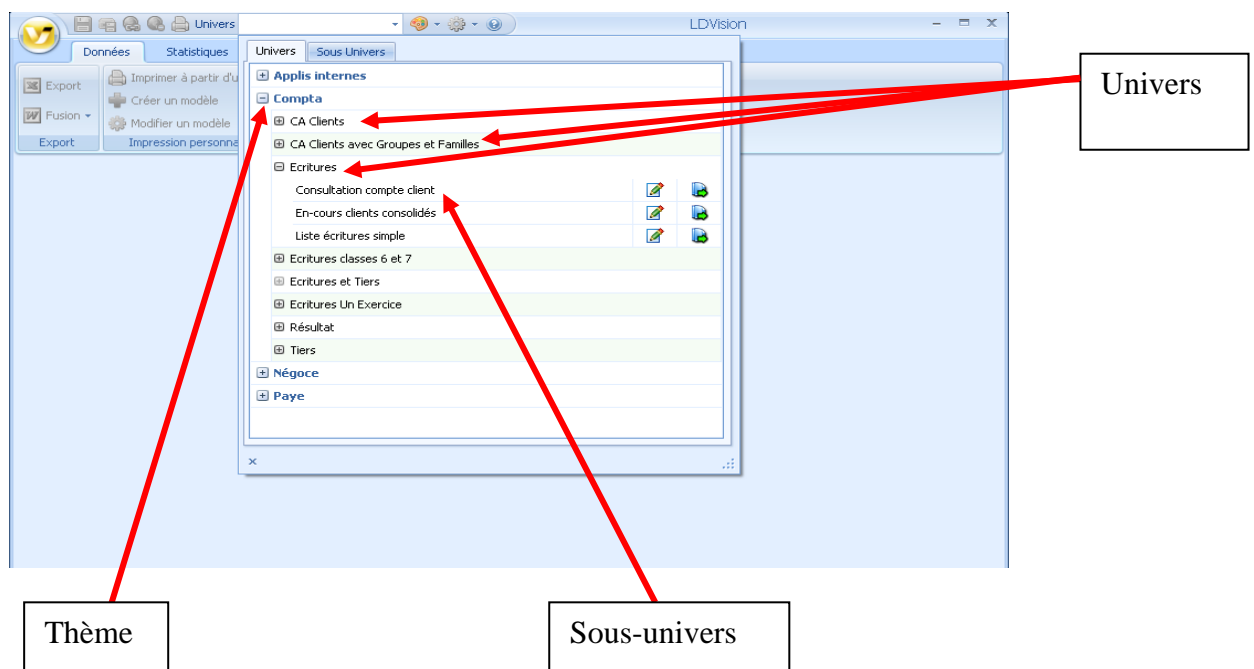 Univers LDVision
Données Statistiques
Univers Sous Univers
Export
Fusion
Export
Imprimer à partir d'u
Créer un modèle
Modifier un modèle
Impression personna
Applis internes
Compta
CA Clients
CA Clients avec Groupes et Familles
Ecritures
Consultation compte client
En-cours clients consolidés
Liste écritures simple
Ecritures classes 6 et 7
Ecritures et Tiers
Ecritures Un Exercice
Résultat
Tiers
Négoce
Paye
Univers
Thème
Sous-univers